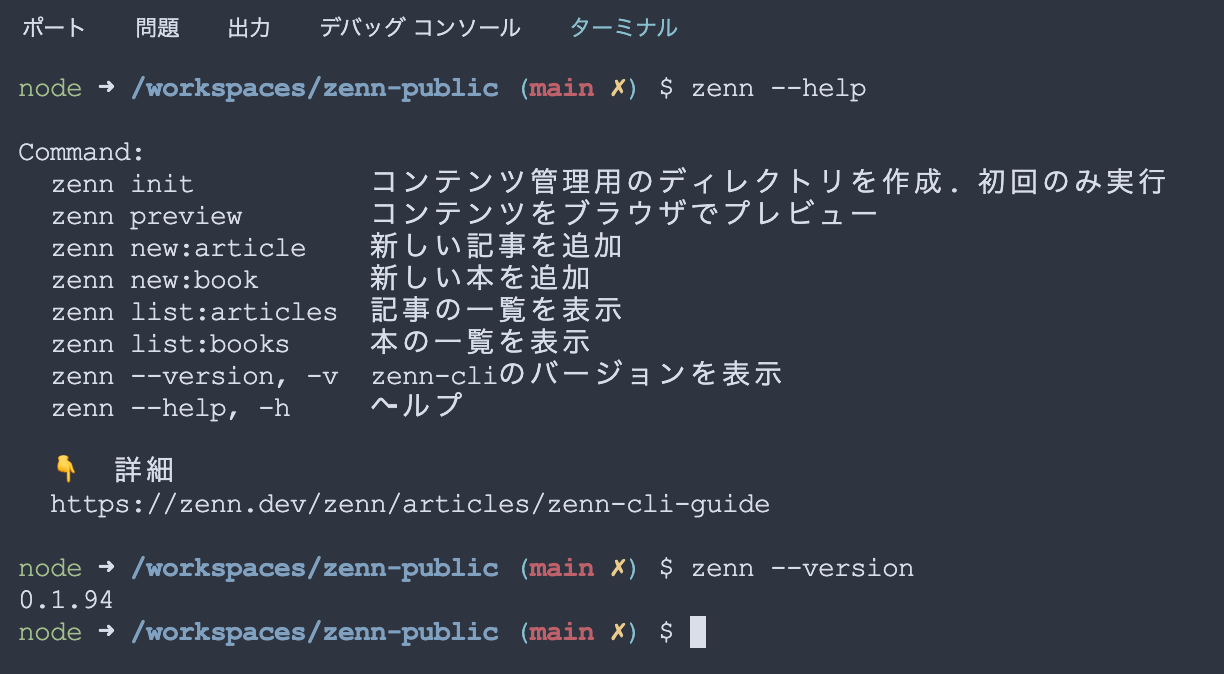 ポート 問題 出力 デバッグ コンソール ターミナル
node ➜ /workspaces/zenn-public (main ✗) $ zenn --help
Command:
zenn init コンテンツ管理用のディレクトリを作成. 初回のみ実行
zenn preview コンテンツをブラウザでプレビュー
zenn new:article 新しい記事を追加
zenn new:book 新しい本を追加
zenn list:articles 記事の一覧を表示
zenn list:books 本の一覧を表示
zenn --version, -v zenn-cliのバージョンを表示
zenn --help, -h ヘルプ
👇 詳細
https://zenn.dev/zenn/articles/zenn-cli-guide
node ➜ /workspaces/zenn-public (main ✗) $ zenn --version
0.1.94
node ➜ /workspaces/zenn-public (main ✗) $